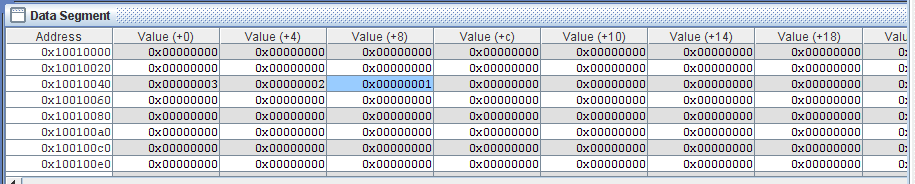 Data Segment
Address Value (+0) Value (+4) Value (+8) Value (+c) Value (+10) Value (+14) Value (+18)
0x10010000 0x00000000 0x00000000 0x00000000 0x00000000 0x00000000 0x00000000 0x00000000
0x10010020 0x00000000 0x00000000 0x00000000 0x00000000 0x00000000 0x00000000 0x00000000
0x10010040 0x00000003 0x00000002 0x00000001 0x00000000 0x00000000 0x00000000 0x00000000
0x10010060 0x00000000 0x00000000 0x00000000 0x00000000 0x00000000 0x00000000 0x00000000
0x10010080 0x00000000 0x00000000 0x00000000 0x00000000 0x00000000 0x00000000 0x00000000
0x100100a0 0x00000000 0x00000000 0x00000000 0x00000000 0x00000000 0x00000000 0x00000000
0x100100c0 0x00000000 0x00000000 0x00000000 0x00000000 0x00000000 0x00000000 0x00000000
0x100100e0 0x00000000 0x00000000 0x00000000 0x00000000 0x00000000 0x00000000 0x00000000